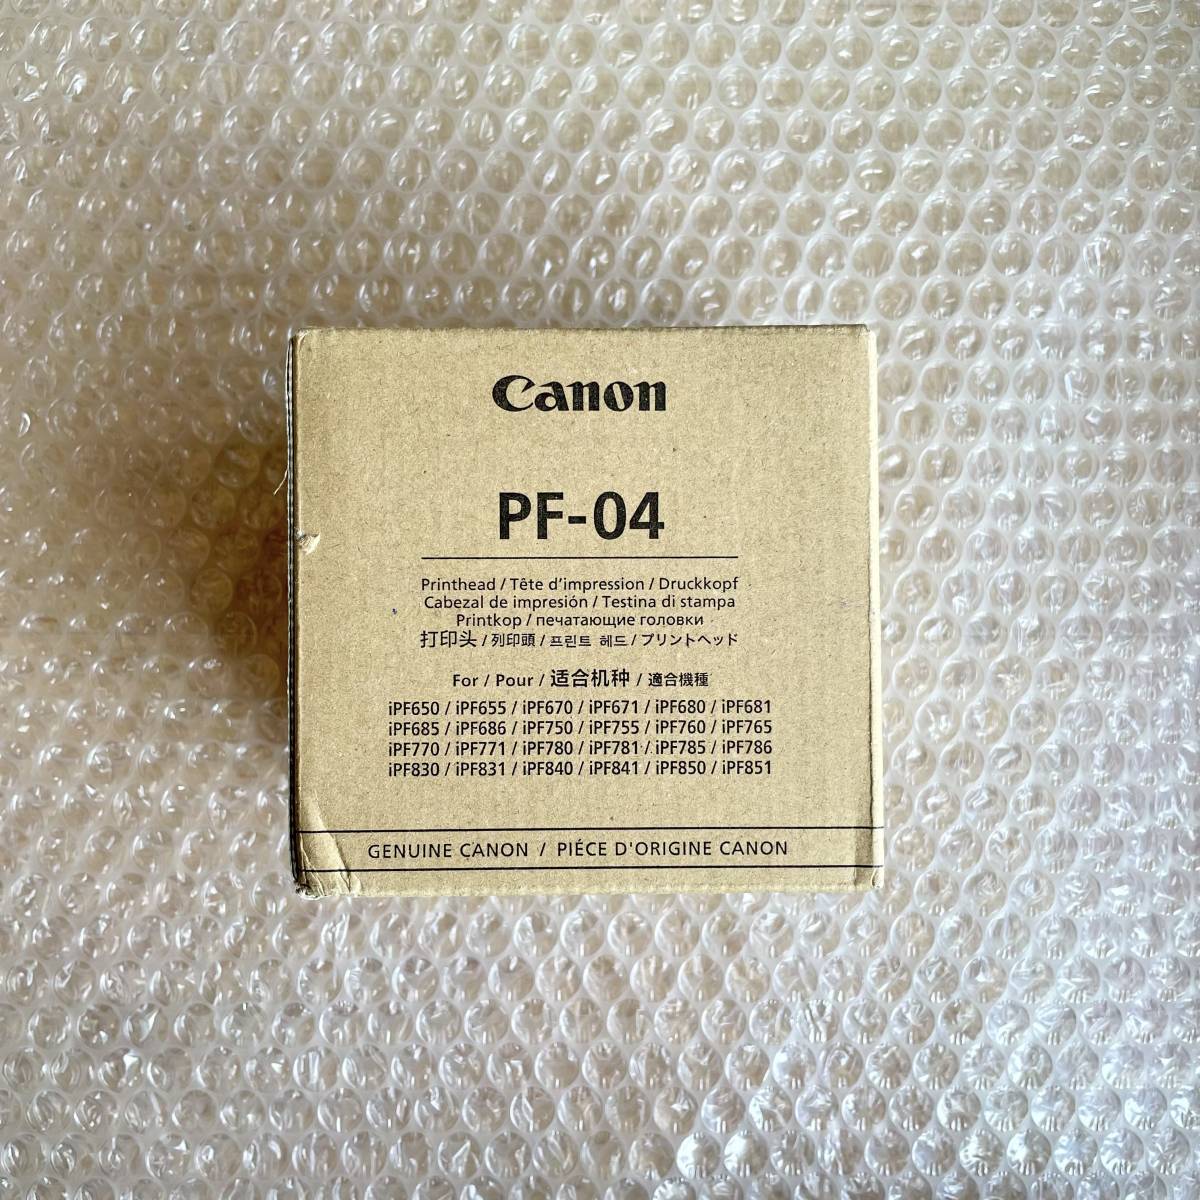 Canon
PF-04
Printhead / Tête d'impression / Druckkopf
Cabezal de impresión / Testina di stampa
Printkop / печатающие головки
打印头 / 列印頭 / 프린트 헤드 / プリントヘッド
For / Pour / 适合机种 / 適合機種
iPF650 / iPF655 / iPF670 / iPF671 / iPF680 / iPF681
iPF685 / iPF686 / iPF750 / iPF755 / iPF760 / iPF765
iPF770 / iPF771 / iPF780 / iPF781 / iPF785 / iPF786
iPF830 / iPF831 / iPF840 / iPF841 / iPF850 / iPF851
GENUINE CANON / PIÉCE D'ORIGINE CANON